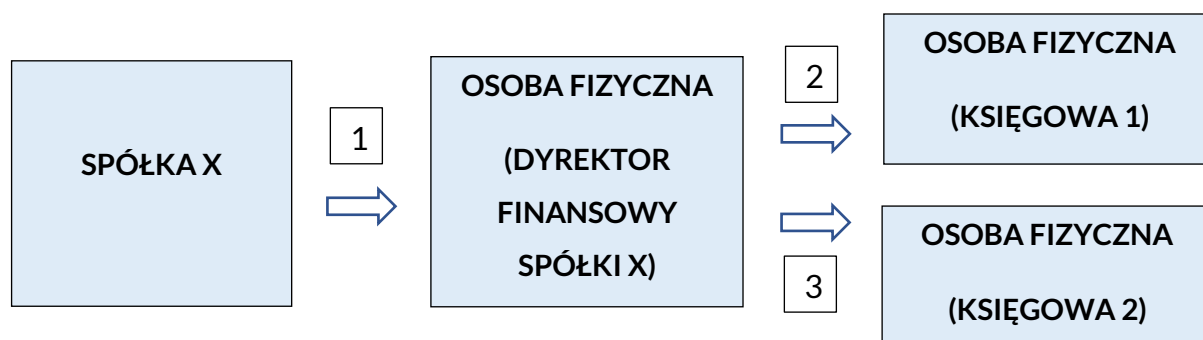 SPÓŁKA X
1
OSOBA FIZYCZNA
(DYREKTOR
FINANSOWY
SPÓŁKI X)
2
3
OSOBA FIZYCZNA
(KSIĘGOWA 1)
OSOBA FIZYCZNA
(KSIĘGOWA 2)